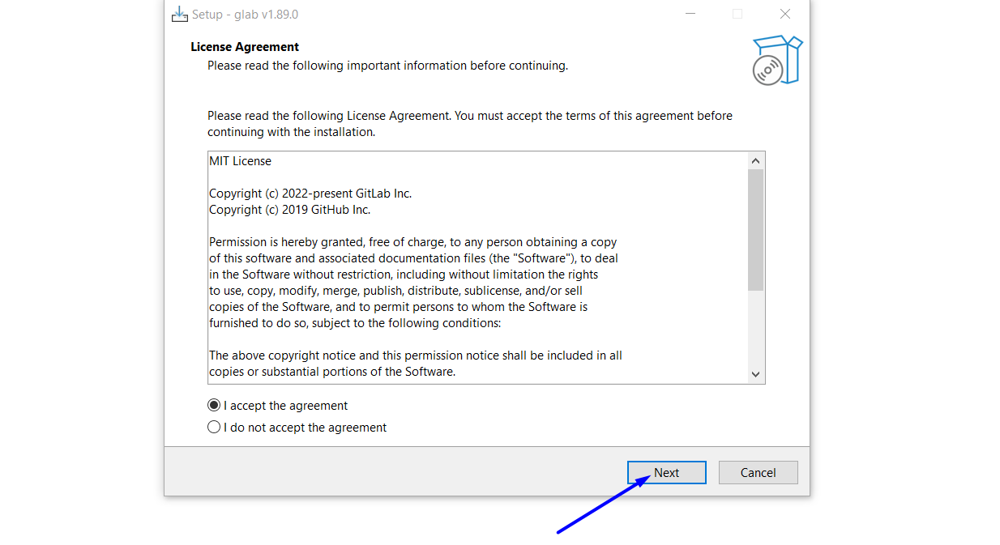 Setup - glab v1.89.0
License Agreement
Please read the following important information before continuing.
Please read the following License Agreement. You must accept the terms of this agreement before
continuing with the installation.
MIT License
Copyright (c) 2022-present GitLab Inc.
Copyright (c) 2019 GitHub Inc.
Permission is hereby granted, free of charge, to any person obtaining a copy
of this software and associated documentation files (the "Software"), to deal
in the Software without restriction, including without limitation the rights
to use, copy, modify, merge, publish, distribute, sublicense, and/or sell
copies of the Software, and to permit persons to whom the Software is
furnished to do so, subject to the following conditions:
The above copyright notice and this permission notice shall be included in all
copies or substantial portions of the Software.
I accept the agreement
I do not accept the agreement
Next
Cancel